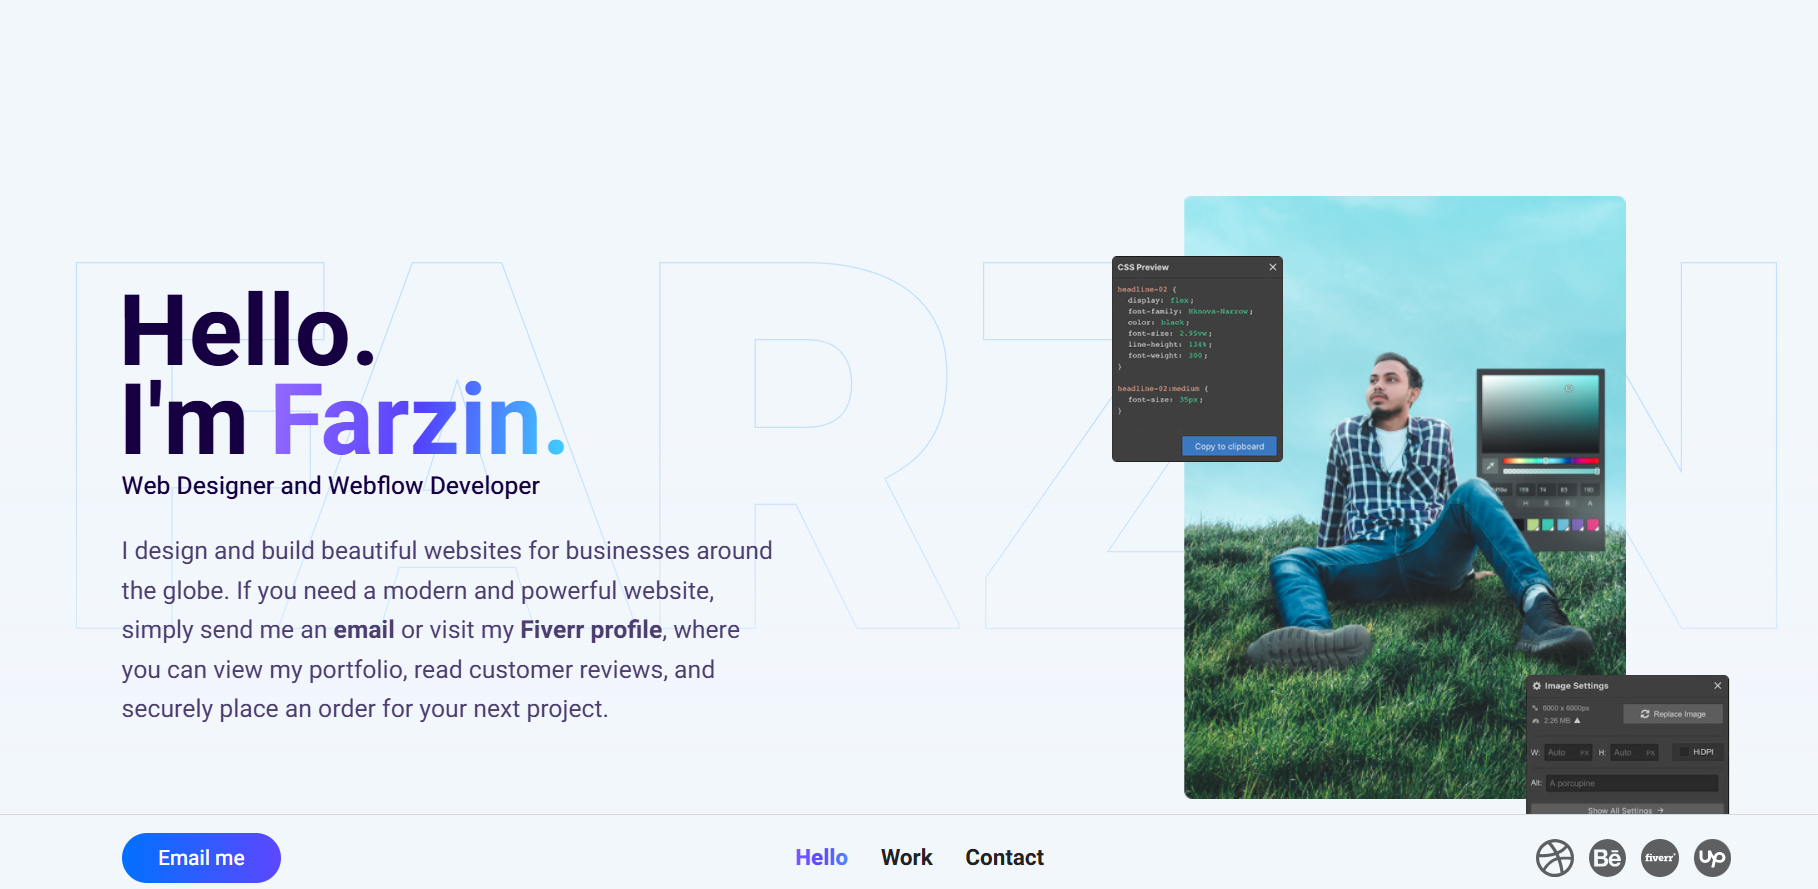 FARZIN
Hello.
I'm Farzin.
Web Designer and Webflow Developer
I design and build beautiful websites for businesses around
the globe. If you need a modern and powerful website,
simply send me an email or visit my Fiverr profile, where
you can view my portfolio, read customer reviews, and
securely place an order for your next project.
CSS Preview
headline-02 {
display: flex;
font-family: Hknova-Narrow;
color: black;
font-size: 2.95vw;
line-height: 124%;
font-weight: 300;
}
headline-02:medium {
font-size: 35px;
}
Copy to clipboard
H S B A
Image Settings
6000 x 6000px
2.26 MB
Replace Image
W: Auto PX H: Auto PX HiDPI
Alt: A porcupine
Show All Settings →
Email me
Hello Work Contact
Bē fiverr Up